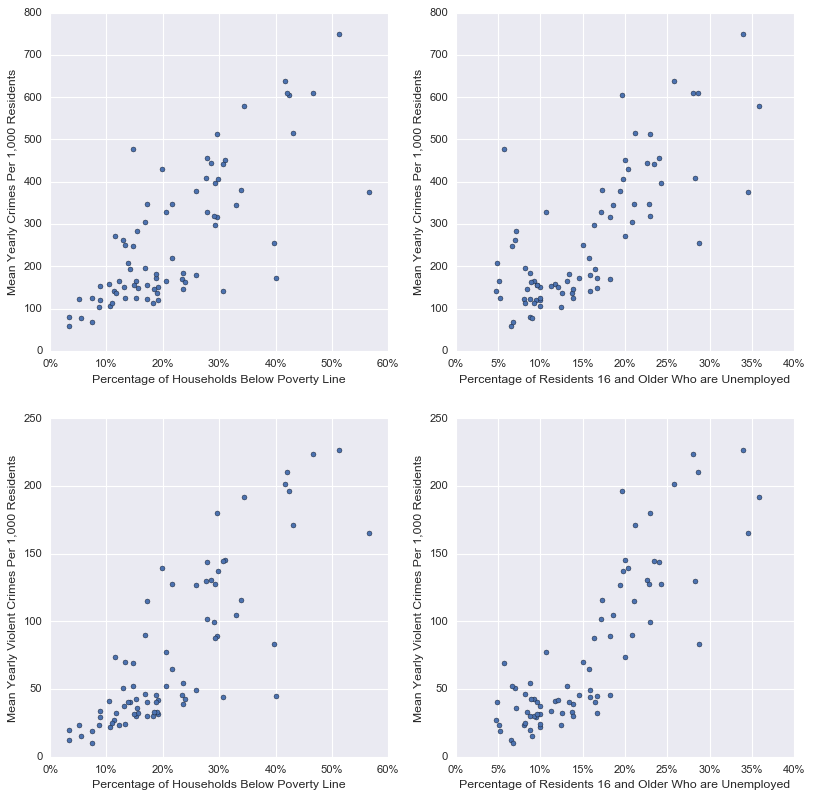 Mean Yearly Crimes Per 1,000 Residents
800
700
600
500
400
300
200
100
0
0% 10% 20% 30% 40% 50% 60%
Percentage of Households Below Poverty Line
Mean Yearly Crimes Per 1,000 Residents
800
700
600
500
400
300
200
100
0
0% 5% 10% 15% 20% 25% 30% 35% 40%
Percentage of Residents 16 and Older Who are Unemployed
Mean Yearly Violent Crimes Per 1,000 Residents
250
200
150
100
50
0
0% 10% 20% 30% 40% 50% 60%
Percentage of Households Below Poverty Line
Mean Yearly Violent Crimes Per 1,000 Residents
250
200
150
100
50
0
0% 5% 10% 15% 20% 25% 30% 35% 40%
Percentage of Residents 16 and Older Who are Unemployed